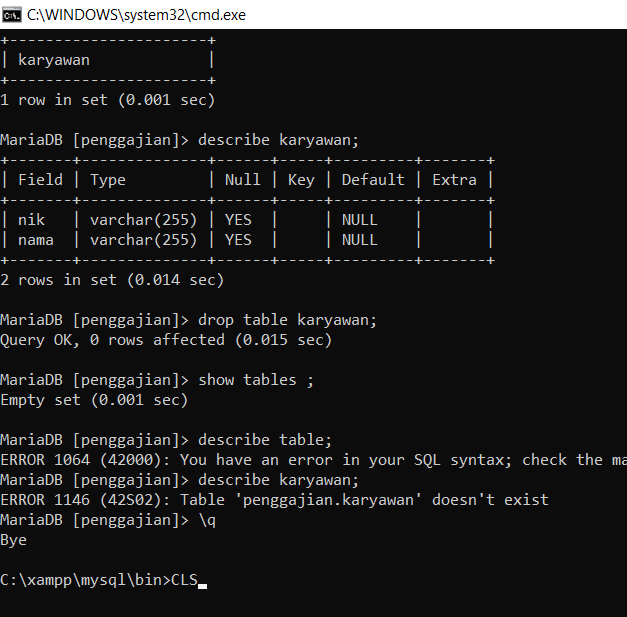 C:\WINDOWS\system32\cmd.exe
+-----------------------+
| karyawan             |
+-----------------------+
1 row in set (0.001 sec)
MariaDB [penggajian]> describe karyawan;
+-------+--------------+------+-----+---------+-------+
| Field | Type         | Null | Key | Default | Extra |
+-------+--------------+------+-----+---------+-------+
| nik   | varchar(255) | YES  |     | NULL    |       |
| nama  | varchar(255) | YES  |     | NULL    |       |
+-------+--------------+------+-----+---------+-------+
2 rows in set (0.014 sec)
MariaDB [penggajian]> drop table karyawan;
Query OK, 0 rows affected (0.015 sec)
MariaDB [penggajian]> show tables ;
Empty set (0.001 sec)
MariaDB [penggajian]> describe table;
ERROR 1064 (42000): You have an error in your SQL syntax; check the ma
MariaDB [penggajian]> describe karyawan;
ERROR 1146 (42S02): Table 'penggajian.karyawan' doesn't exist
MariaDB [penggajian]> \q
Bye
C:\xampp\mysql\bin>CLS